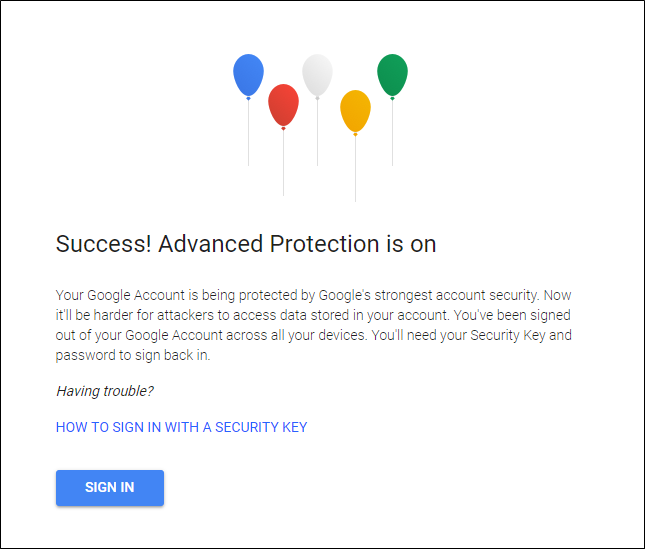 Success! Advanced Protection is on
Your Google Account is being protected by Google's strongest account security. Now
it'll be harder for attackers to access data stored in your account. You've been signed
out of your Google Account across all your devices. You'll need your Security Key and
password to sign back in.
Having trouble?
HOW TO SIGN IN WITH A SECURITY KEY
SIGN IN